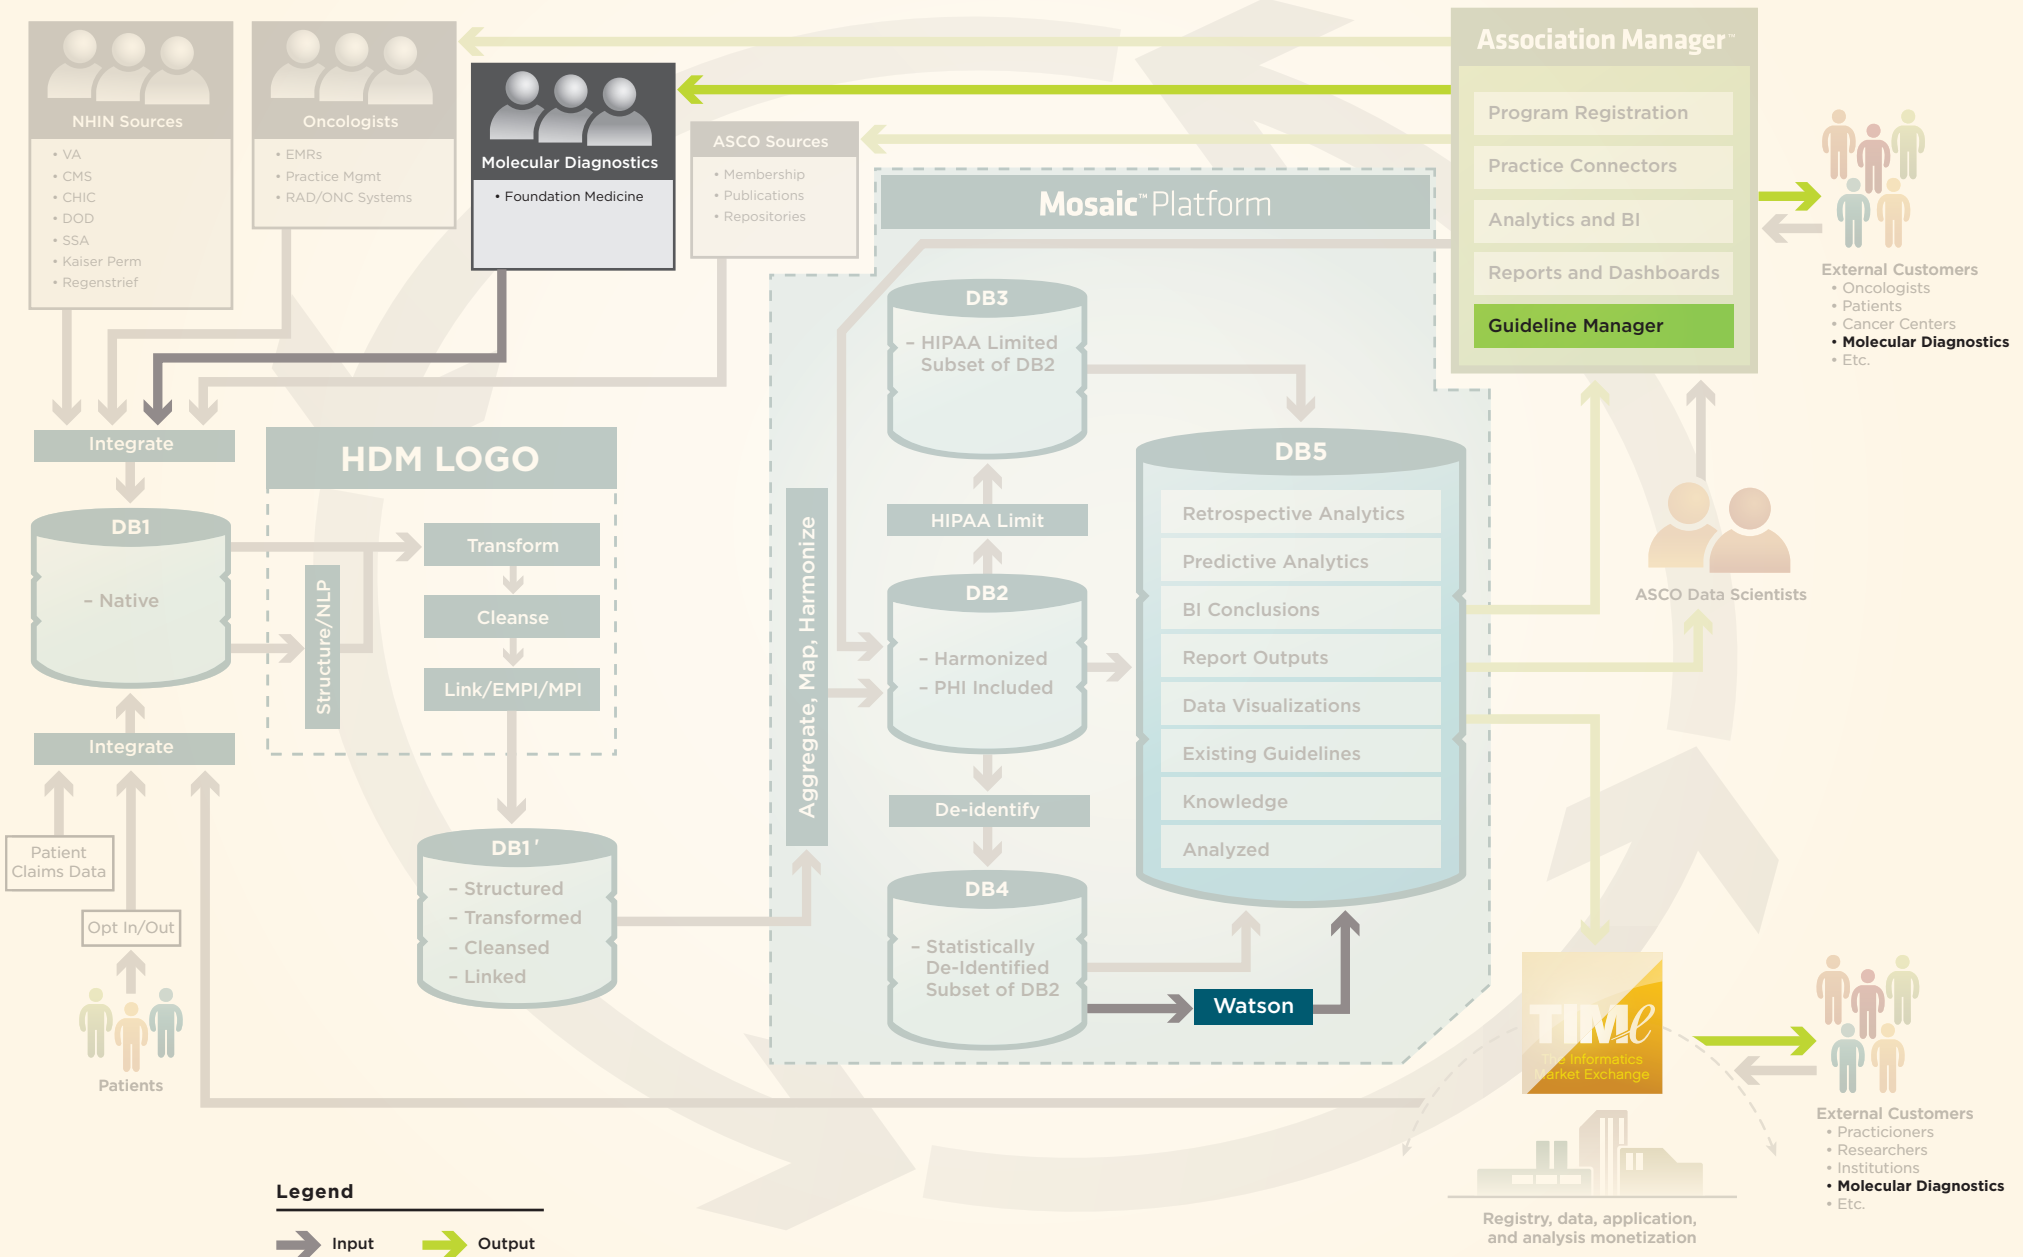 NHIN Sources
• VA
• CMS
• CHIC
• DOD
• SSA
• Kaiser Perm
• Regenstrief
Oncologists
• EMRs
• Practice Mgmt
• RAD/ONC Systems
Molecular Diagnostics
• Foundation Medicine
ASCO Sources
• Membership
• Publications
• Repositories
Association Manager™
Program Registration
Practice Connectors
Analytics and BI
Reports and Dashboards
Guideline Manager
External Customers
• Oncologists
• Patients
• Cancer Centers
• Molecular Diagnostics
• Etc.
Mosaic™ Platform
DB3
– HIPAA Limited
Subset of DB2
HIPAA Limit
DB2
– Harmonized
– PHI Included
De-identify
DB4
– Statistically
De-Identified
Subset of DB2
Watson
DB5
Retrospective Analytics
Predictive Analytics
BI Conclusions
Report Outputs
Data Visualizations
Existing Guidelines
Knowledge
Analyzed
Aggregate, Map, Harmonize
ASCO Data Scientists
Integrate
DB1
– Native
Integrate
HDM LOGO
Structure/NLP
Transform
Cleanse
Link/EMPI/MPI
DB1 '
– Structured
– Transformed
– Cleansed
– Linked
Patient
Claims Data
Opt In/Out
Patients
TIMe
The Informatics
Market Exchange
External Customers
• Practicioners
• Researchers
• Institutions
• Molecular Diagnostics
• Etc.
Registry, data, application,
and analysis monetization
Legend
Input
Output